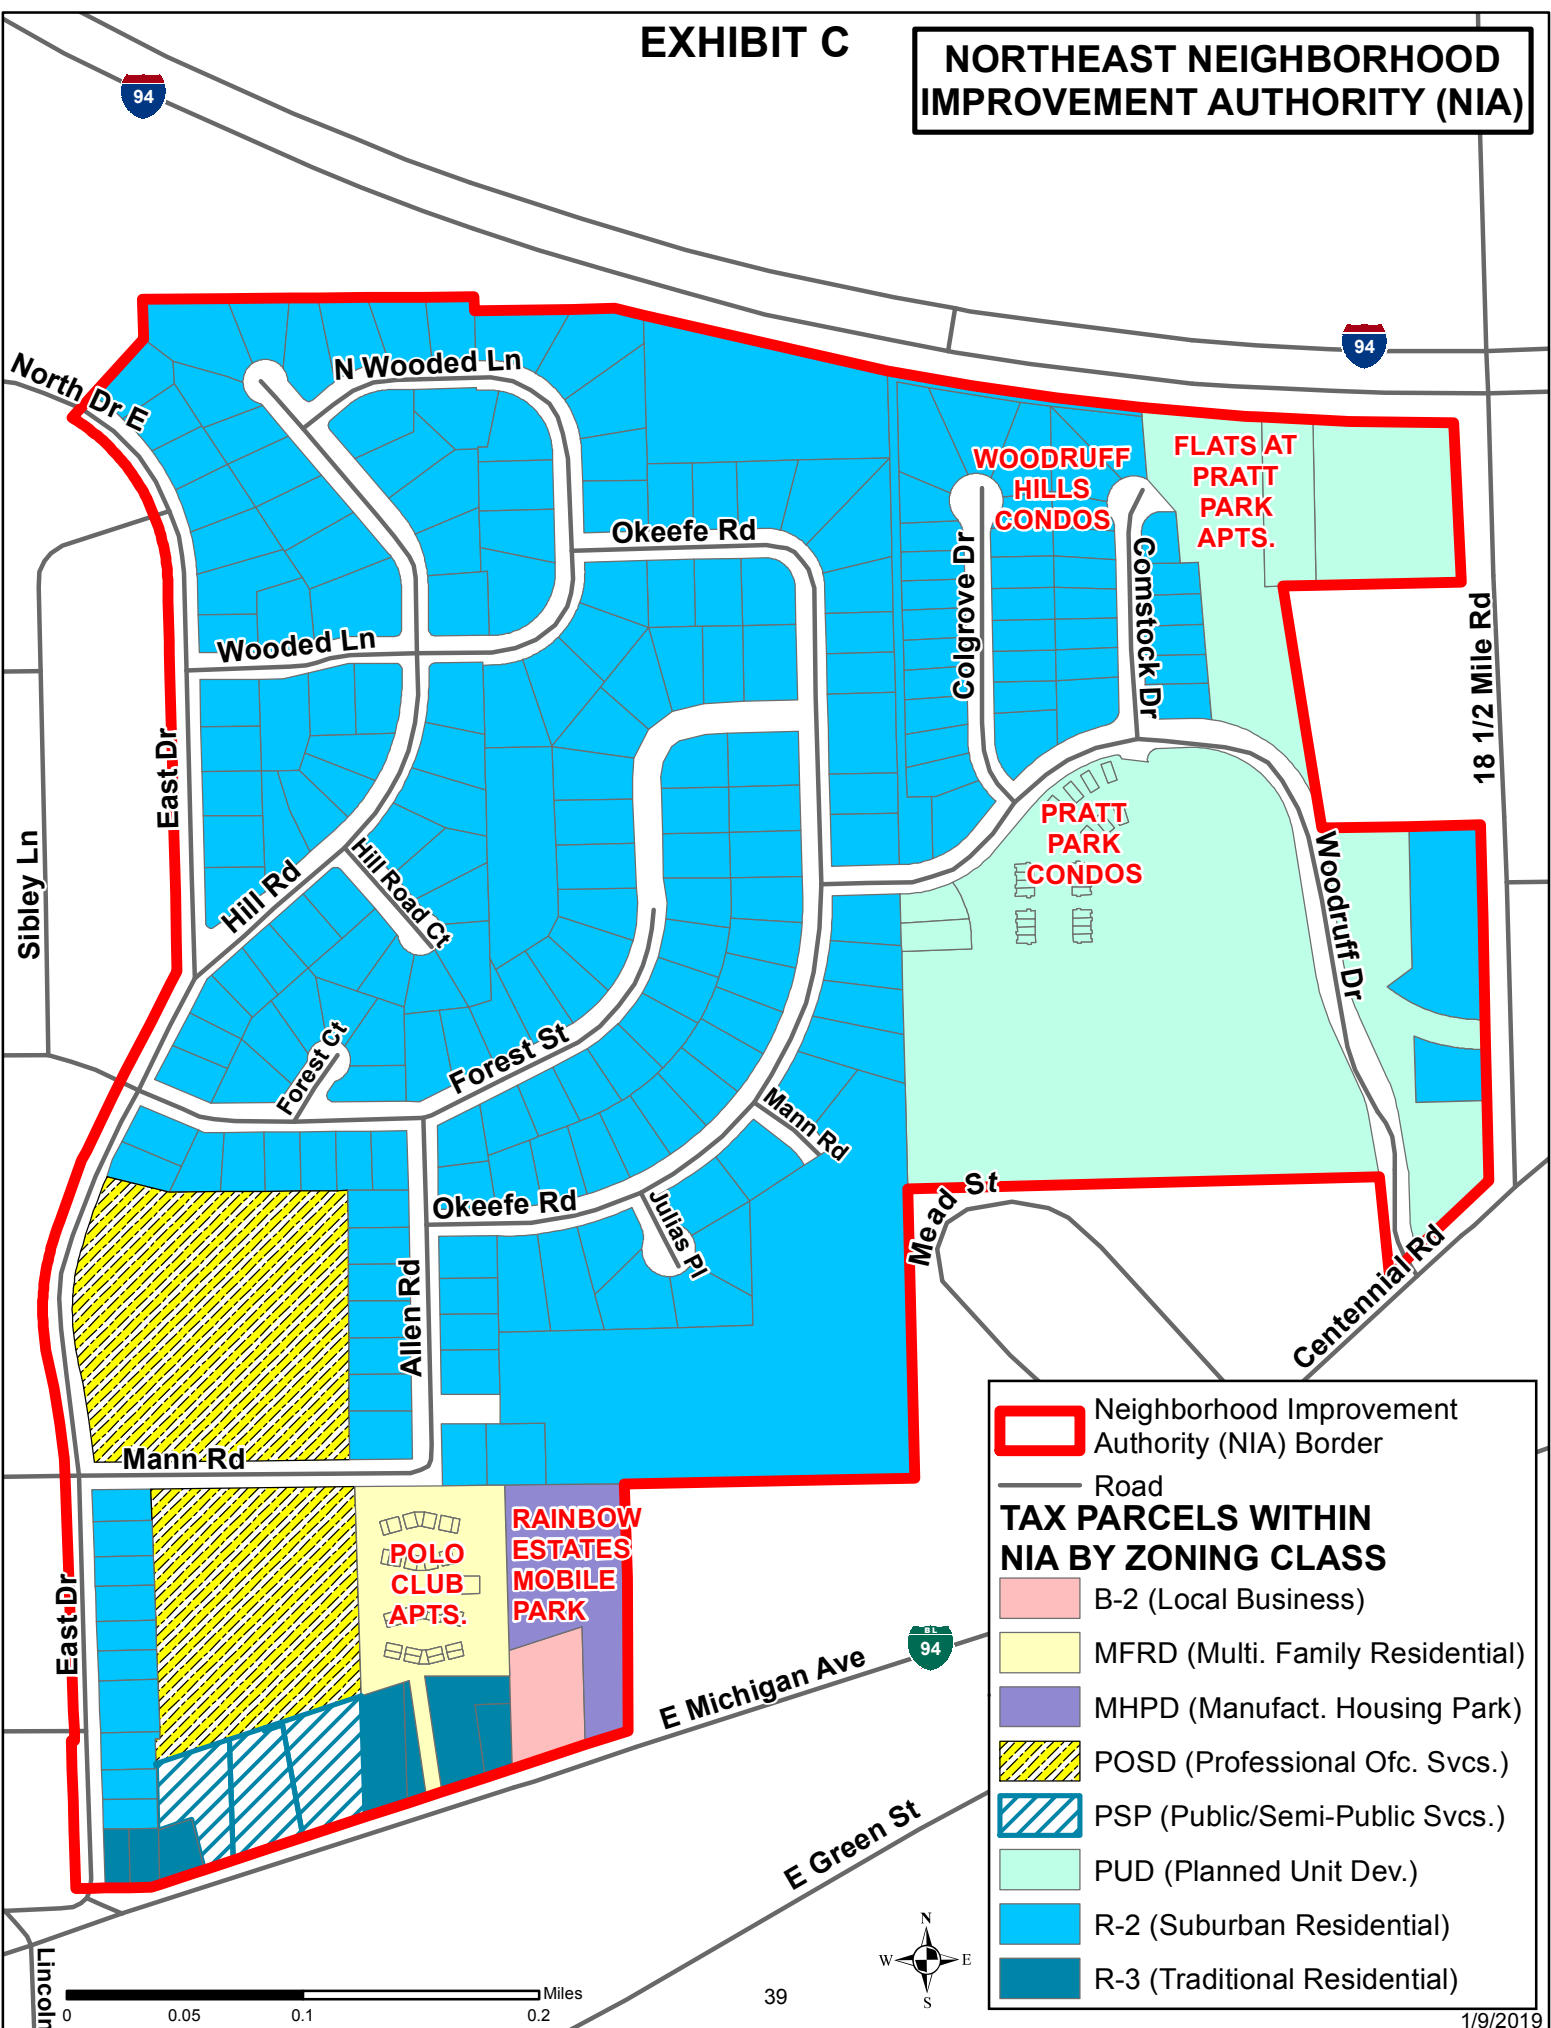 EXHIBIT C
NORTHEAST NEIGHBORHOOD
IMPROVEMENT AUTHORITY (NIA)
94
94
North Dr E
N Wooded Ln
WOODRUFF
HILLS
CONDOS
FLATS AT
PRATT
PARK
APTS.
Okeefe Rd
Colgrove Dr
Comstock Dr
18 1/2 Mile Rd
Wooded Ln
East Dr
Sibley Ln
Hill Rd
Hill Road Ct
PRATT
PARK
CONDOS
Woodruff Dr
Forest Ct
Forest St
Mann Rd
Okeefe Rd
Julias Pl
Mead St
Allen Rd
Centennial Rd
Mann Rd
East Dr
POLO
CLUB
APTS.
RAINBOW
ESTATES
MOBILE
PARK
E Michigan Ave
BL
94
E Green St
Lincoln
Neighborhood Improvement
Authority (NIA) Border
Road
TAX PARCELS WITHIN
NIA BY ZONING CLASS
B-2 (Local Business)
MFRD (Multi. Family Residential)
MHPD (Manufact. Housing Park)
POSD (Professional Ofc. Svcs.)
PSP (Public/Semi-Public Svcs.)
PUD (Planned Unit Dev.)
R-2 (Suburban Residential)
R-3 (Traditional Residential)
N
W E
S
Miles
0 0.05 0.1 0.2
39
1/9/2019